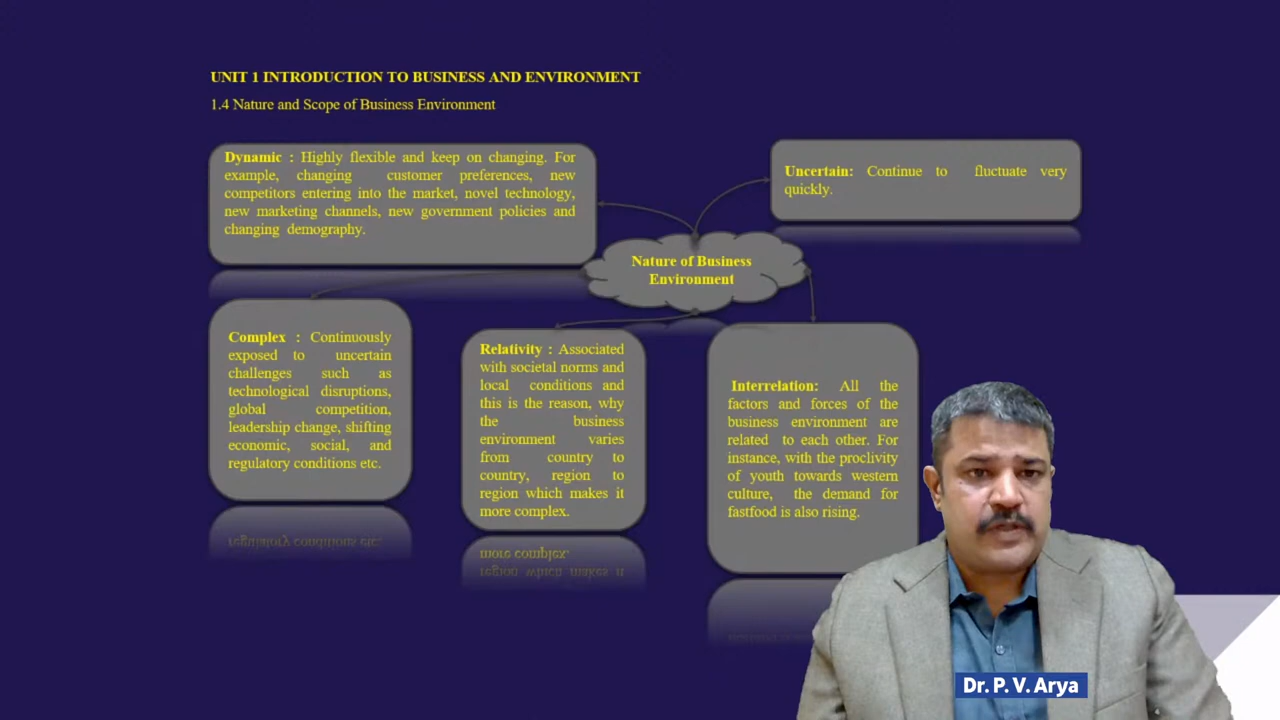 UNIT 1 INTRODUCTION TO BUSINESS AND ENVIRONMENT
1.4 Nature and Scope of Business Environment
Dynamic : Highly flexible and keep on changing. For
example, changing customer preferences, new
competitors entering into the market, novel technology,
new marketing channels, new government policies and
changing demography.
Uncertain: Continue to fluctuate very
quickly.
Nature of Business
Environment
Complex : Continuously
exposed to uncertain
challenges such as
technological disruptions,
global competition,
leadership change, shifting
economic, social, and
regulatory conditions etc.
Relativity : Associated
with societal norms and
local conditions and
this is the reason, why
the business
environment varies
from country to
country, region to
region which makes it
more complex.
Interrelation: All the
factors and forces of the
business environment are
related to each other. For
instance, with the proclivity
of youth towards western
culture, the demand for
fastfood is also rising.
Dr. P. V. Arya